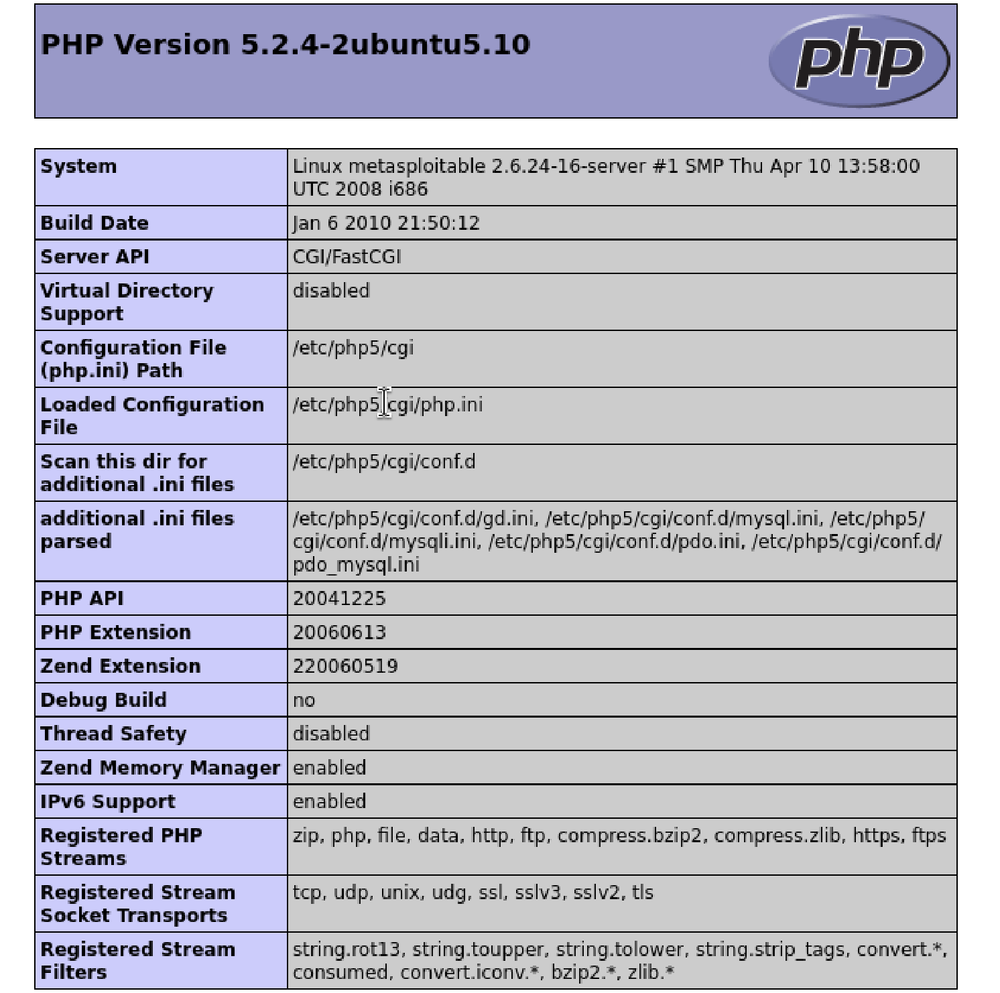 PHP Version 5.2.4-2ubuntu5.10
php
System
Linux metasploitable 2.6.24-16-server #1 SMP Thu Apr 10 13:58:00
UTC 2008 i686
Build Date
Jan 6 2010 21:50:12
Server API
CGI/FastCGI
Virtual Directory
Support
disabled
Configuration File
(php.ini) Path
/etc/php5/cgi
Loaded Configuration
File
/etc/php5/cgi/php.ini
Scan this dir for
additional .ini files
/etc/php5/cgi/conf.d
additional .ini files
parsed
/etc/php5/cgi/conf.d/gd.ini, /etc/php5/cgi/conf.d/mysql.ini, /etc/php5/
cgi/conf.d/mysqli.ini, /etc/php5/cgi/conf.d/pdo.ini, /etc/php5/cgi/conf.d/
pdo_mysql.ini
PHP API
20041225
PHP Extension
20060613
Zend Extension
220060519
Debug Build
no
Thread Safety
disabled
Zend Memory Manager
enabled
IPv6 Support
enabled
Registered PHP
Streams
zip, php, file, data, http, ftp, compress.bzip2, compress.zlib, https, ftps
Registered Stream
Socket Transports
tcp, udp, unix, udg, ssl, sslv3, sslv2, tls
Registered Stream
Filters
string.rot13, string.toupper, string.tolower, string.strip_tags, convert.*,
consumed, convert.iconv.*, bzip2.*, zlib.*